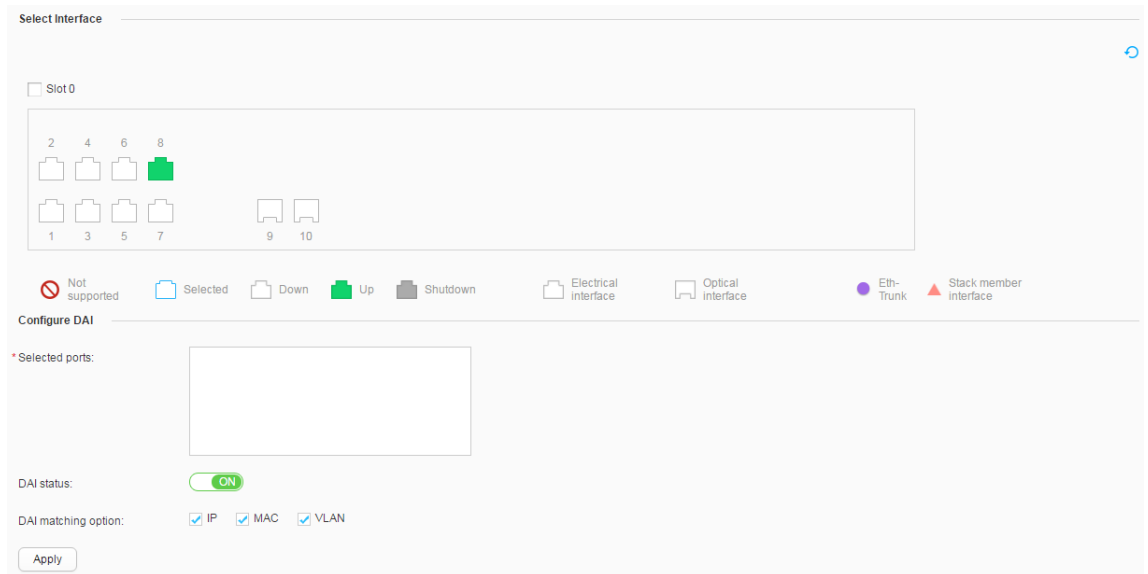 Select Interface
Slot 0
2 4 6 8
1 3 5 7 9 10
Not supported Selected Down Up Shutdown Electrical interface Optical interface Eth-Trunk Stack member interface
Configure DAI
* Selected ports:
DAI status: ON
DAI matching option: IP MAC VLAN
Apply